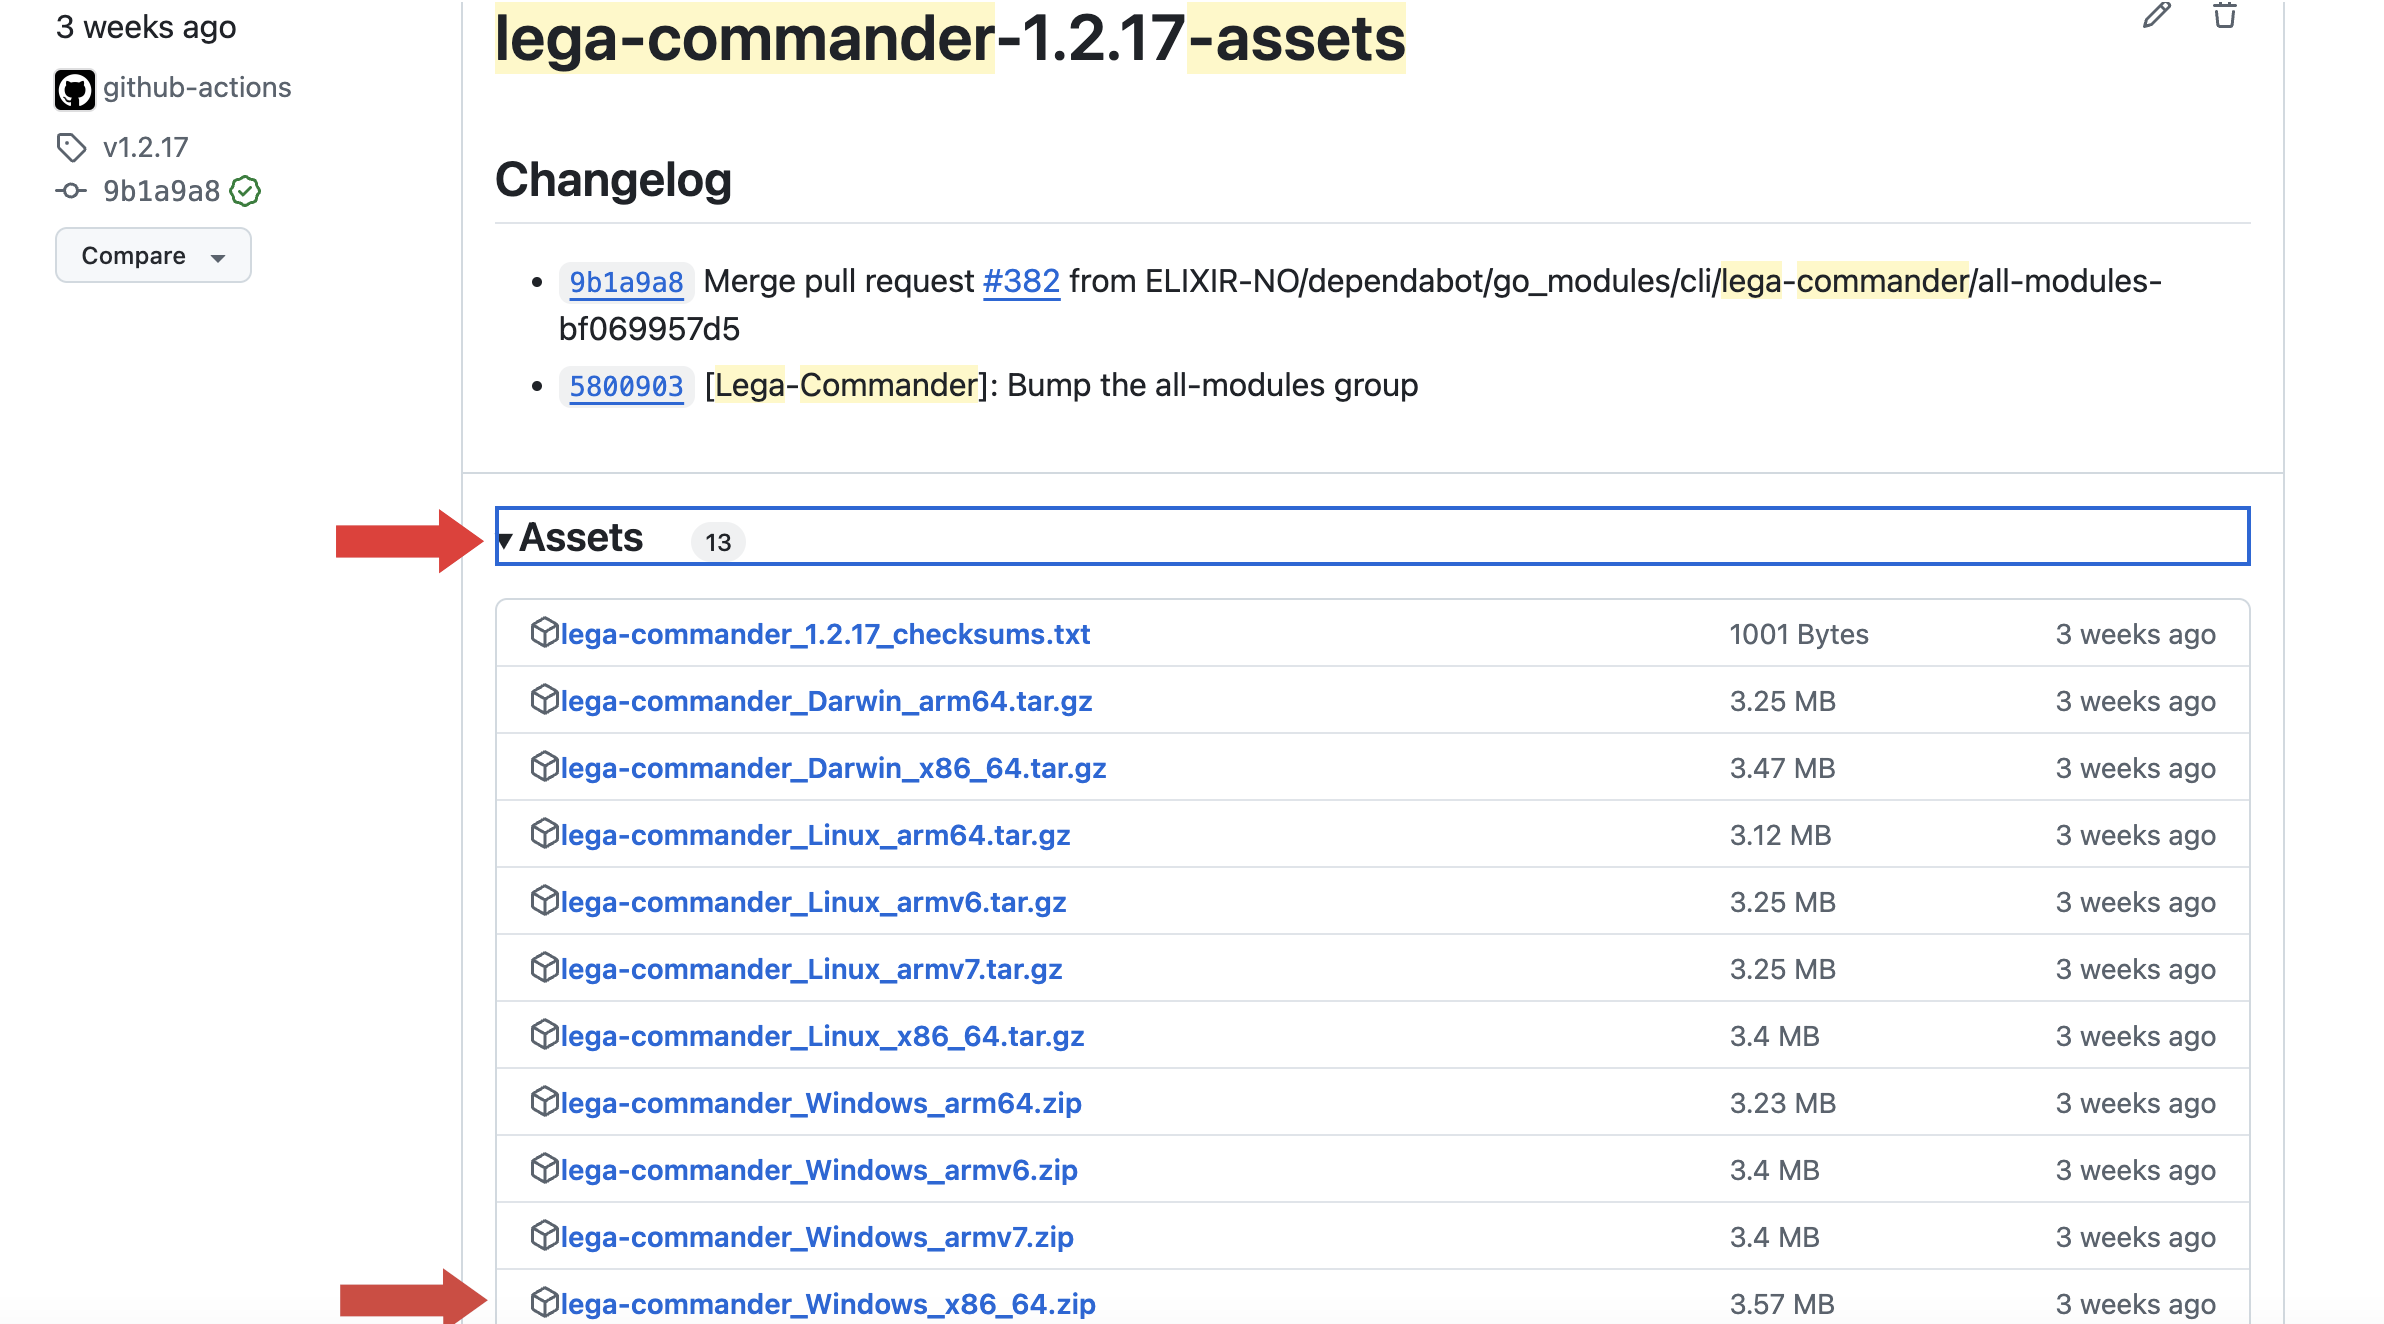 3 weeks ago
github-actions
v1.2.17
9b1a9a8
Compare
lega-commander-1.2.17-assets
Changelog
9b1a9a8 Merge pull request #382 from ELIXIR-NO/dependabot/go_modules/cli/lega-commander/all-modules-
bf069957d5
5800903 [Lega-Commander]: Bump the all-modules group
Assets 13
lega-commander_1.2.17_checksums.txt 1001 Bytes 3 weeks ago
lega-commander_Darwin_arm64.tar.gz 3.25 MB 3 weeks ago
lega-commander_Darwin_x86_64.tar.gz 3.47 MB 3 weeks ago
lega-commander_Linux_arm64.tar.gz 3.12 MB 3 weeks ago
lega-commander_Linux_armv6.tar.gz 3.25 MB 3 weeks ago
lega-commander_Linux_armv7.tar.gz 3.25 MB 3 weeks ago
lega-commander_Linux_x86_64.tar.gz 3.4 MB 3 weeks ago
lega-commander_Windows_arm64.zip 3.23 MB 3 weeks ago
lega-commander_Windows_armv6.zip 3.4 MB 3 weeks ago
lega-commander_Windows_armv7.zip 3.4 MB 3 weeks ago
lega-commander_Windows_x86_64.zip 3.57 MB 3 weeks ago